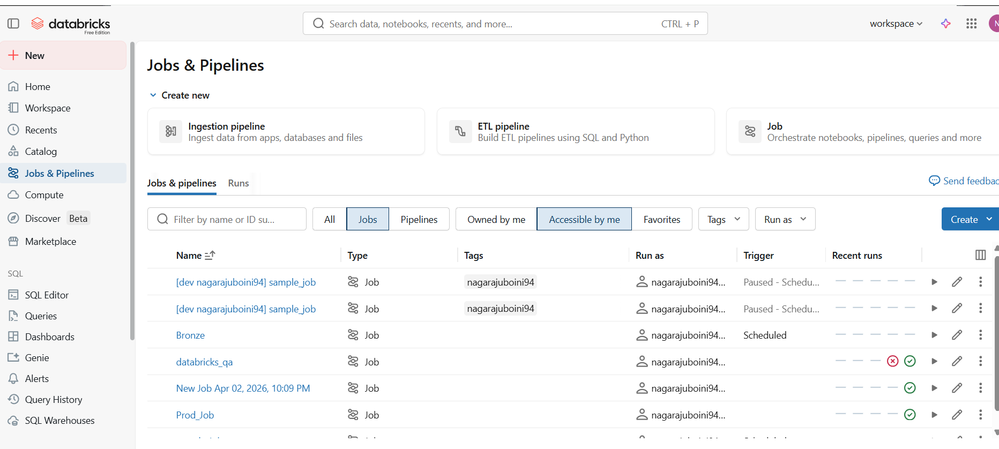 databricks
Free Edition
Search data, notebooks, recents, and more... CTRL + P
workspace
N
New
Home
Workspace
Recents
Catalog
Jobs & Pipelines
Compute
Discover Beta
Marketplace
SQL
SQL Editor
Queries
Dashboards
Genie
Alerts
Query History
SQL Warehouses
Jobs & Pipelines
Create new
Ingestion pipeline
Ingest data from apps, databases and files
ETL pipeline
Build ETL pipelines using SQL and Python
Job
Orchestrate notebooks, pipelines, queries and more
Jobs & pipelines Runs
Send feedbac
Filter by name or ID su... All Jobs Pipelines Owned by me Accessible by me Favorites Tags Run as Create
Name Type Tags Run as Trigger Recent runs
[dev nagarajuboini94] sample_job Job nagarajuboini94 nagarajuboini94... Paused - Schedu...
[dev nagarajuboini94] sample_job Job nagarajuboini94 nagarajuboini94... Paused - Schedu...
Bronze Job nagarajuboini94... Scheduled
databricks_qa Job nagarajuboini94...
New Job Apr 02, 2026, 10:09 PM Job nagarajuboini94...
Prod_Job Job nagarajuboini94...